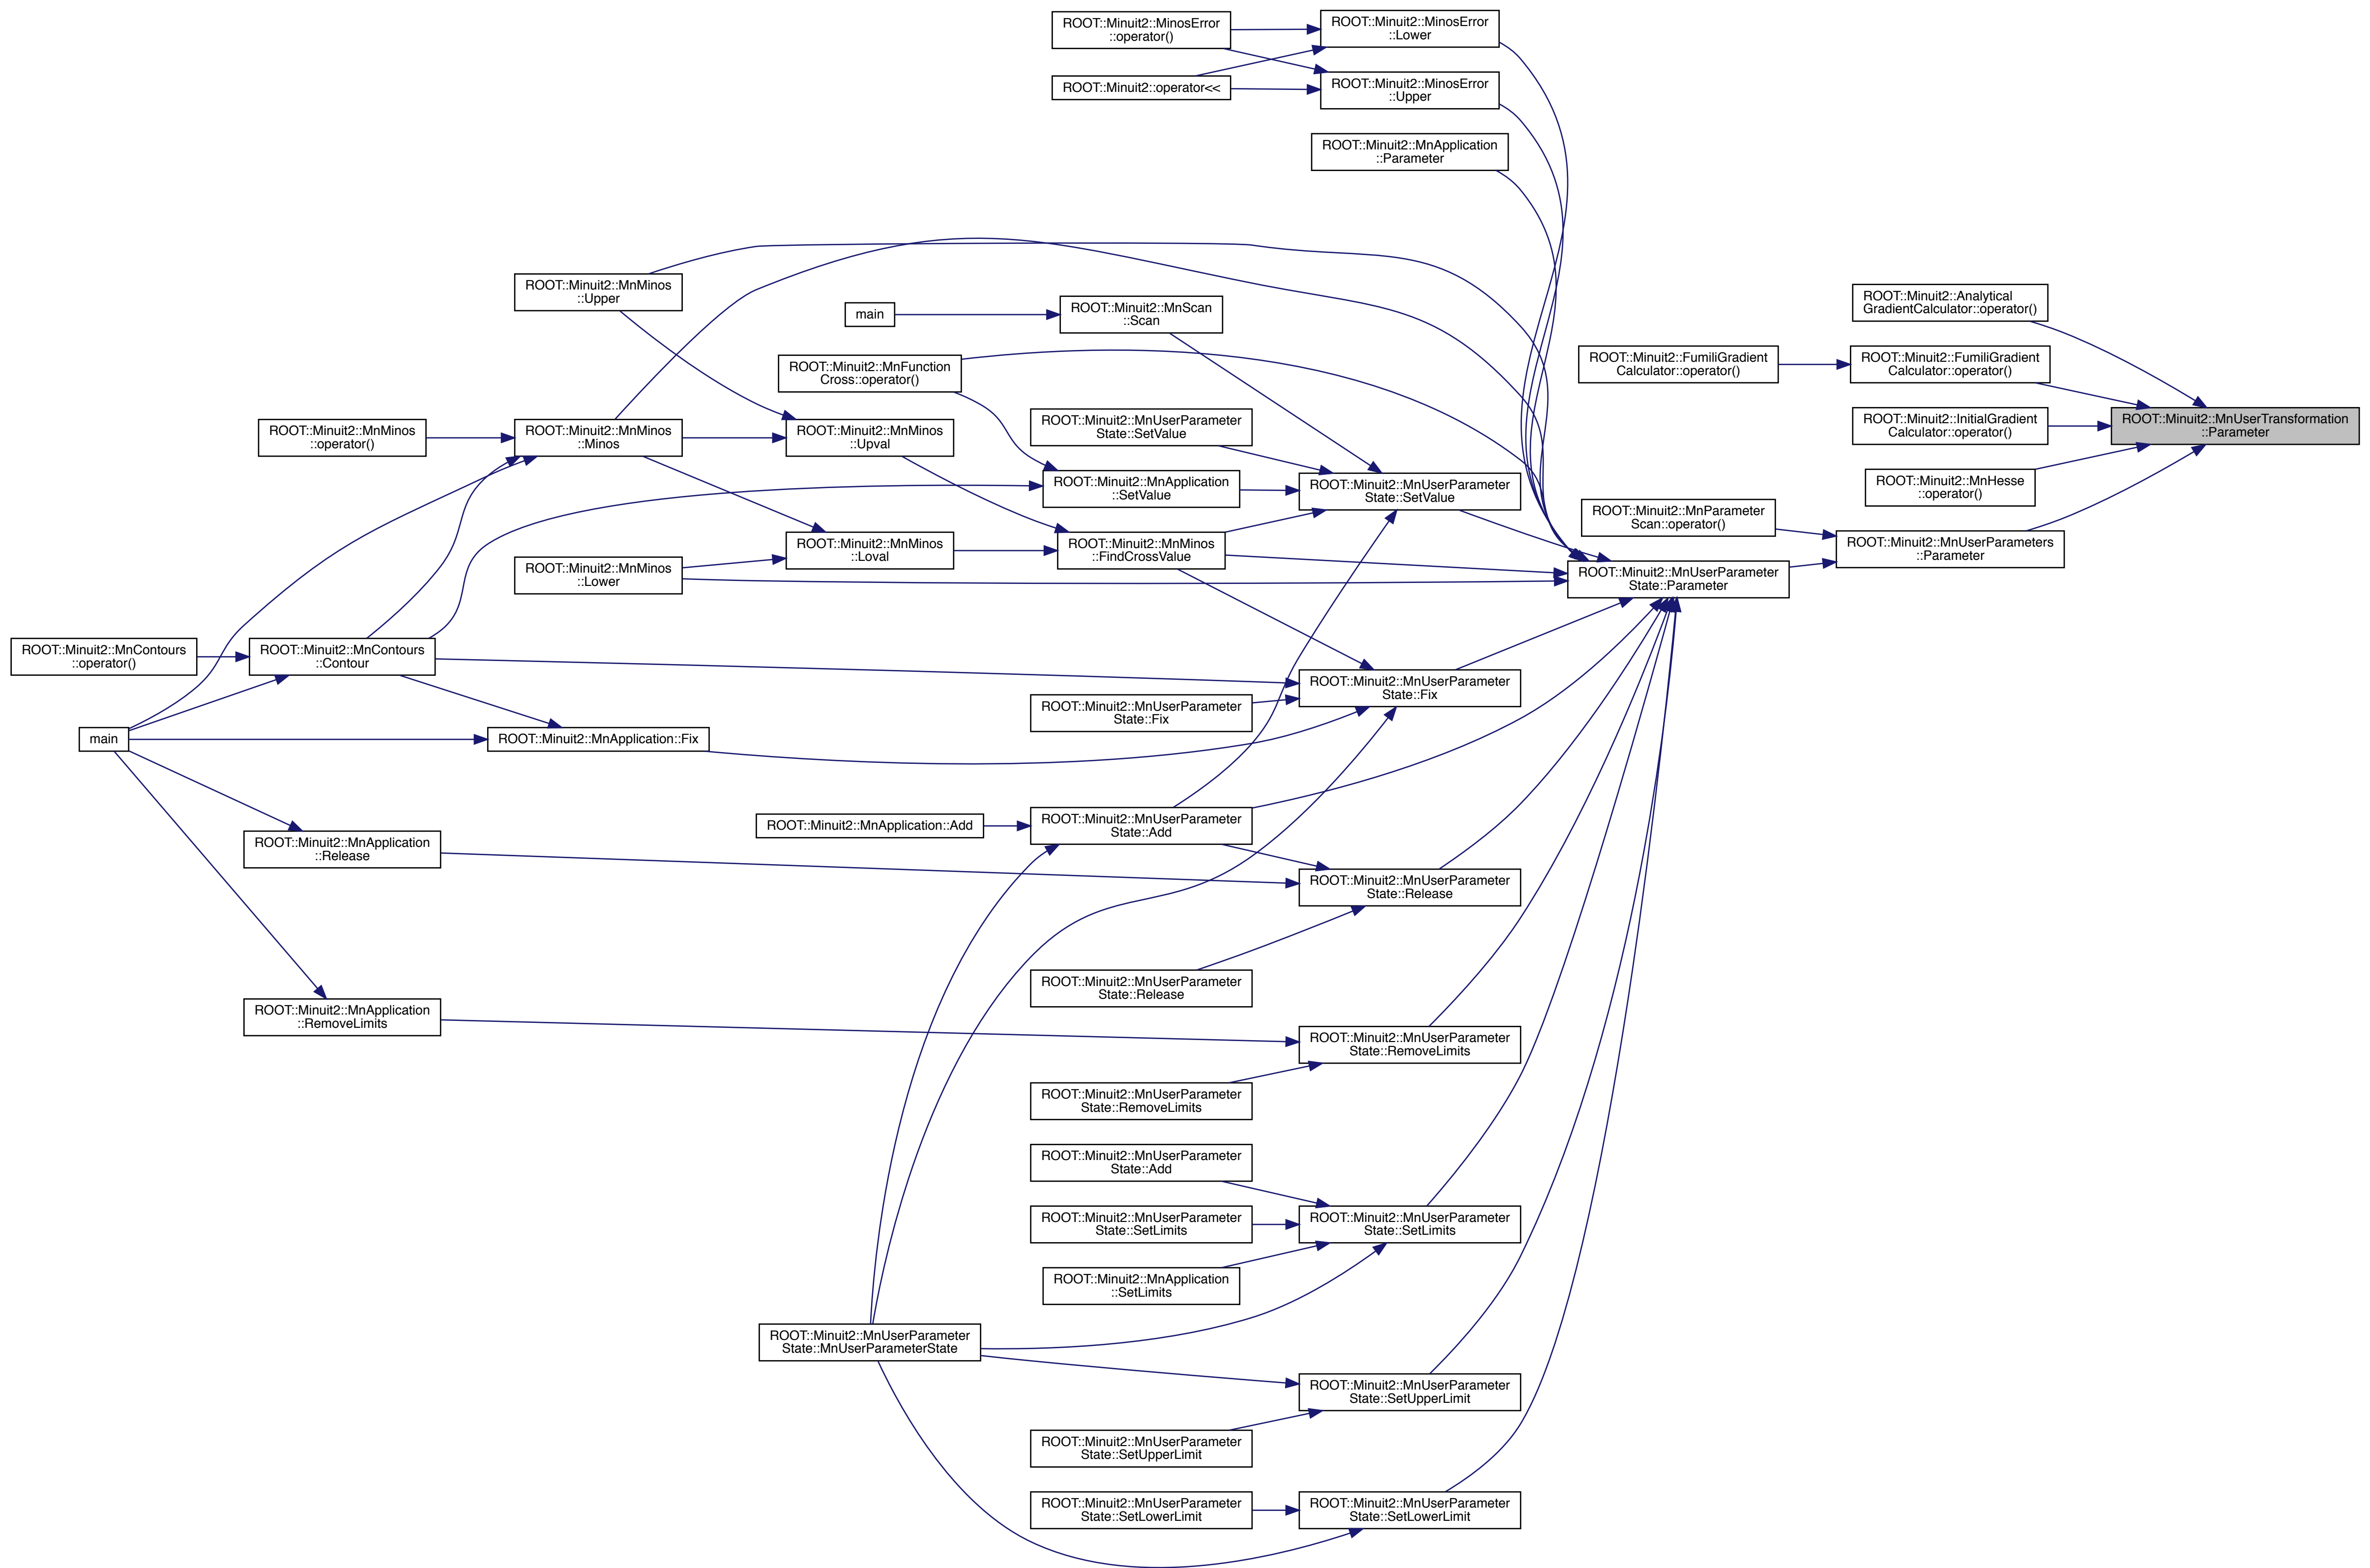 ROOT::Minuit2::MinosError
::operator()
ROOT::Minuit2::MinosError
::Lower
ROOT::Minuit2::operator<<
ROOT::Minuit2::MinosError
::Upper
ROOT::Minuit2::MnApplication
::Parameter
ROOT::Minuit2::MnMinos
::Upper
main
ROOT::Minuit2::MnScan
::Scan
ROOT::Minuit2::Analytical
GradientCalculator::operator()
ROOT::Minuit2::MnFunction
Cross::operator()
ROOT::Minuit2::FumiliGradient
Calculator::operator()
ROOT::Minuit2::FumiliGradient
Calculator::operator()
ROOT::Minuit2::MnMinos
::operator()
ROOT::Minuit2::MnMinos
::Minos
ROOT::Minuit2::MnMinos
::Upval
ROOT::Minuit2::MnUserParameter
State::SetValue
ROOT::Minuit2::InitialGradient
Calculator::operator()
ROOT::Minuit2::MnUserTransformation
::Parameter
ROOT::Minuit2::MnApplication
::SetValue
ROOT::Minuit2::MnUserParameter
State::SetValue
ROOT::Minuit2::MnHesse
::operator()
ROOT::Minuit2::MnParameter
Scan::operator()
ROOT::Minuit2::MnMinos
::Lower
ROOT::Minuit2::MnMinos
::Loval
ROOT::Minuit2::MnMinos
::FindCrossValue
ROOT::Minuit2::MnUserParameters
::Parameter
ROOT::Minuit2::MnUserParameter
State::Parameter
ROOT::Minuit2::MnContours
::operator()
ROOT::Minuit2::MnContours
::Contour
ROOT::Minuit2::MnUserParameter
State::Fix
ROOT::Minuit2::MnUserParameter
State::Fix
main
ROOT::Minuit2::MnApplication::Fix
ROOT::Minuit2::MnApplication::Add
ROOT::Minuit2::MnUserParameter
State::Add
ROOT::Minuit2::MnApplication
::Release
ROOT::Minuit2::MnUserParameter
State::Release
ROOT::Minuit2::MnUserParameter
State::Release
ROOT::Minuit2::MnApplication
::RemoveLimits
ROOT::Minuit2::MnUserParameter
State::RemoveLimits
ROOT::Minuit2::MnUserParameter
State::RemoveLimits
ROOT::Minuit2::MnUserParameter
State::Add
ROOT::Minuit2::MnUserParameter
State::SetLimits
ROOT::Minuit2::MnUserParameter
State::SetLimits
ROOT::Minuit2::MnApplication
::SetLimits
ROOT::Minuit2::MnUserParameter
State::MnUserParameterState
ROOT::Minuit2::MnUserParameter
State::SetUpperLimit
ROOT::Minuit2::MnUserParameter
State::SetUpperLimit
ROOT::Minuit2::MnUserParameter
State::SetLowerLimit
ROOT::Minuit2::MnUserParameter
State::SetLowerLimit